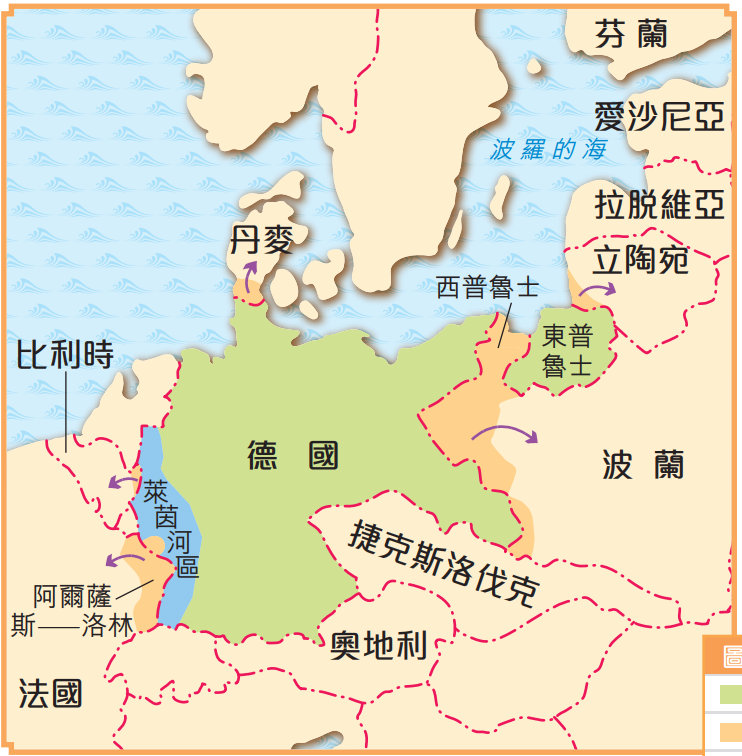 芬蘭
愛沙尼亞
波羅的海
拉脱維亞
丹麥
立陶宛
西普魯士
東普
魯士
比利時
德國
波蘭
萊
茵
河
區
捷克斯洛伐克
阿爾薩
斯——洛林
奧地利
法國